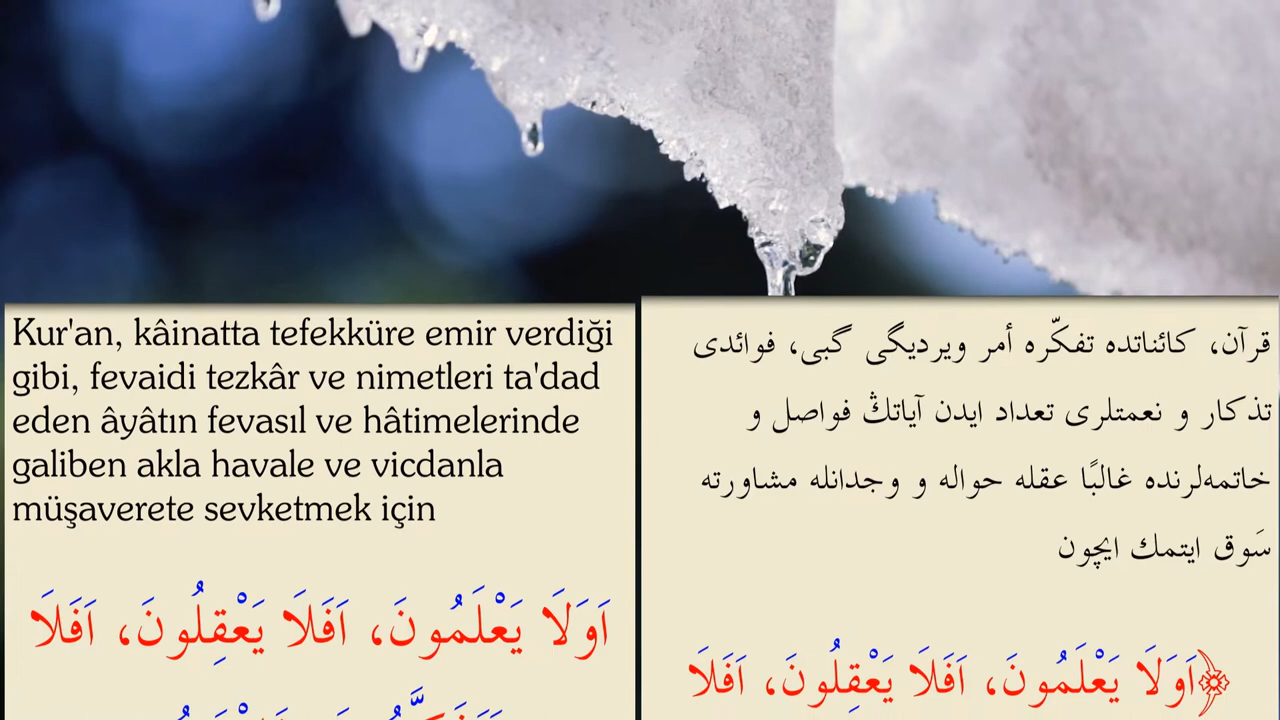 Kur'an, kâinatta tefekküre emir verdiği
gibi, fevaidi tezkâr ve nimetleri ta'dad
eden âyâtın fevasıl ve hâtimelerinde
galiben akla havale ve vicdanla
müşaverete sevketmek için
اَوَلَا يَعْلَمُونَ، اَفَلَا يَعْقِلُونَ، اَفَلَا
قرآن، كائناتده تفكّره أمر ويرديگى گبى، فوائدى
تذكار و نعمتلرى تعداد ايدن آياتڭ فواصل و
خاتمه‌لرنده غالبًا عقله حواله و وجدانله مشاورته
سَوق ايتمك ايچون
﴿اَوَلَا يَعْلَمُونَ، اَفَلَا يَعْقِلُونَ، اَفَلَا